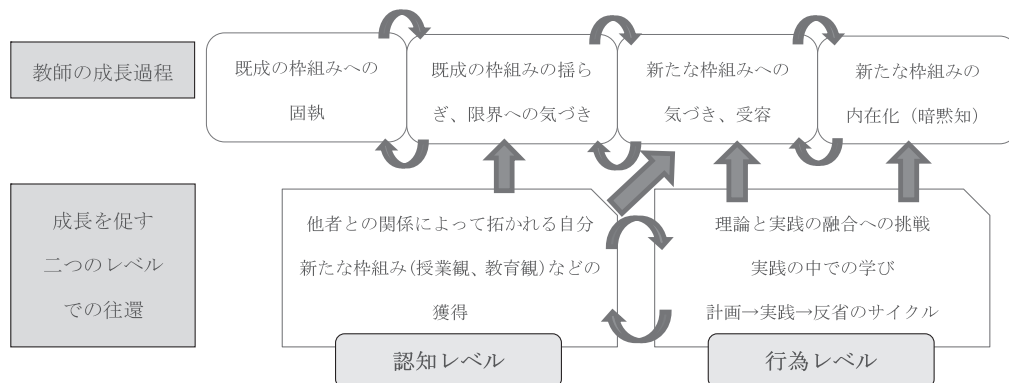 教師の成長過程
既成の枠組みへの
固執
既成の枠組みの揺ら
ぎ、限界への気づき
新たな枠組みへの
気づき、受容
新たな枠組みの
内在化（暗黙知）
成長を促す
二つのレベル
での往還
他者との関係によって拓かれる自分
新たな枠組み(授業観、教育観)などの
獲得
認知レベル
理論と実践の融合への挑戦
実践の中での学び
計画→実践→反省のサイクル
行為レベル